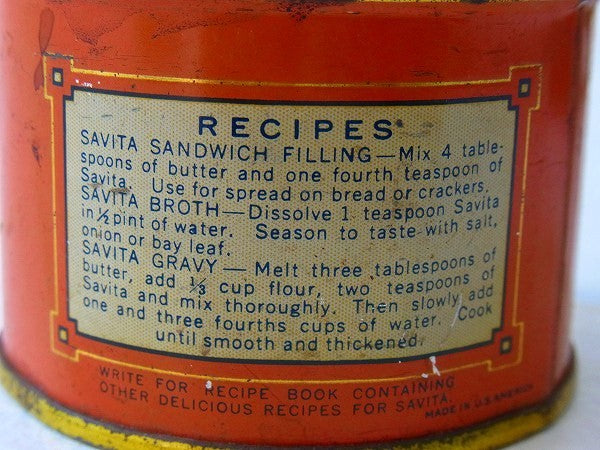 RECIPES
SAVITA SANDWICH FILLING—Mix 4 table-
spoons of butter and one fourth teaspoon of
Savita. Use for spread on bread or crackers.
SAVITA BROTH—Dissolve 1 teaspoon Savita
in ½ pint of water. Season to taste with salt,
onion or bay leaf.
SAVITA GRAVY — Melt three tablespoons of
butter, add ⅓ cup flour, two teaspoons of
Savita and mix thoroughly. Then slowly add
one and three fourths cups of water. Cook
until smooth and thickened.
WRITE FOR RECIPE BOOK CONTAINING
OTHER DELICIOUS RECIPES FOR SAVITA.
MADE IN U.S. AMERICA